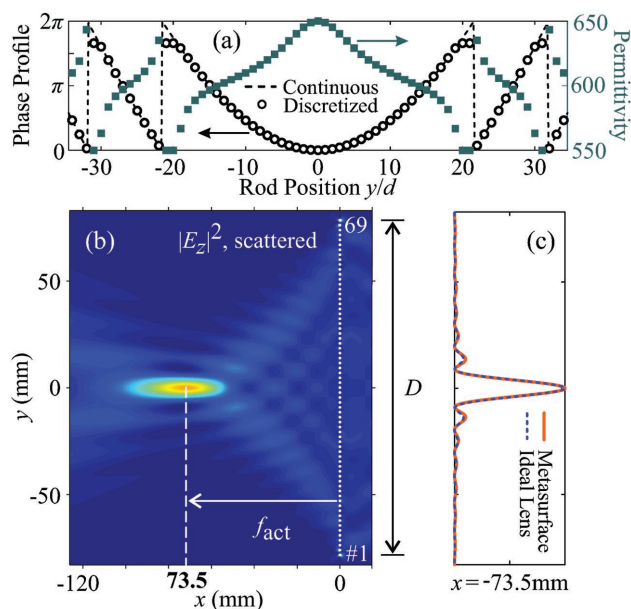 2π
π
0
Phase Profile
(a)
Continuous
Discretized
650
600
550
Permittivity
-30 -20 -10 0 10 20 30
Rod Position y/d
(b)
|E_z|², scattered
69
#1
50
0
-50
y (mm)
D
f_act
-120 73.5 0
x (mm)
(c)
Metasurface
Ideal Lens
x = -73.5mm